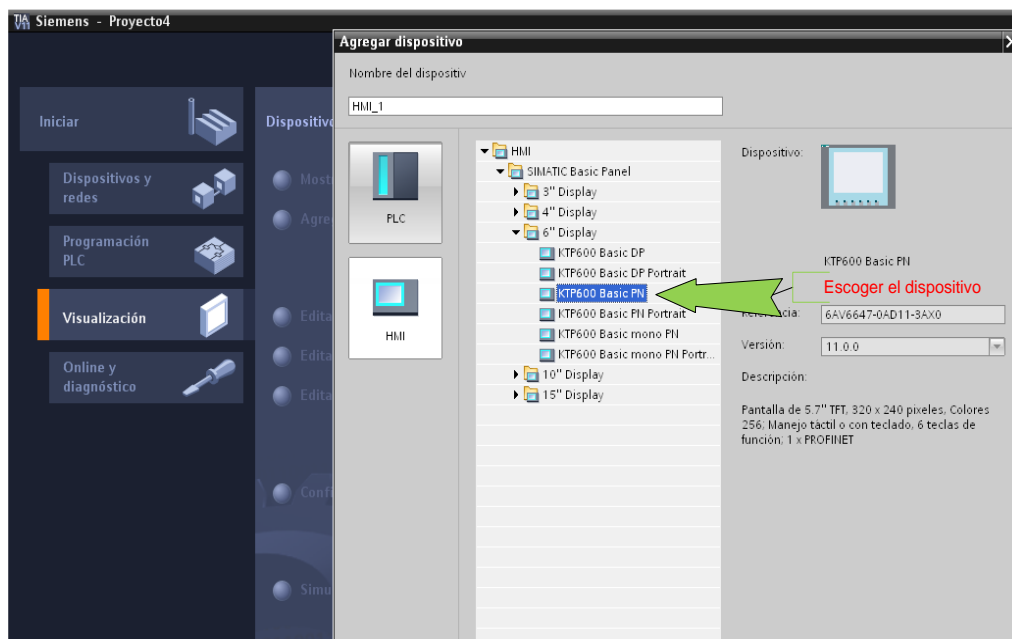 Siemens - Proyecto4
Agregar dispositivo
Nombre del dispositiv
HMI_1
Iniciar
Dispositivos y
redes
Programación
PLC
Visualización
Online y
diagnóstico
PLC
HMI
HMI
SIMATIC Basic Panel
3" Display
4" Display
6" Display
KTP600 Basic DP
KTP600 Basic DP Portrait
KTP600 Basic PN
KTP600 Basic PN Portrait
KTP600 Basic mono PN
KTP600 Basic mono PN Portr...
10" Display
15" Display
Dispositivo:
KTP600 Basic PN
Escoger el dispositivo
6AV6647-0AD11-3AX0
Versión:
11.0.0
Descripción:
Pantalla de 5.7" TFT, 320 x 240 pixeles, Colores
256; Manejo táctil o con teclado, 6 teclas de
función; 1 x PROFINET